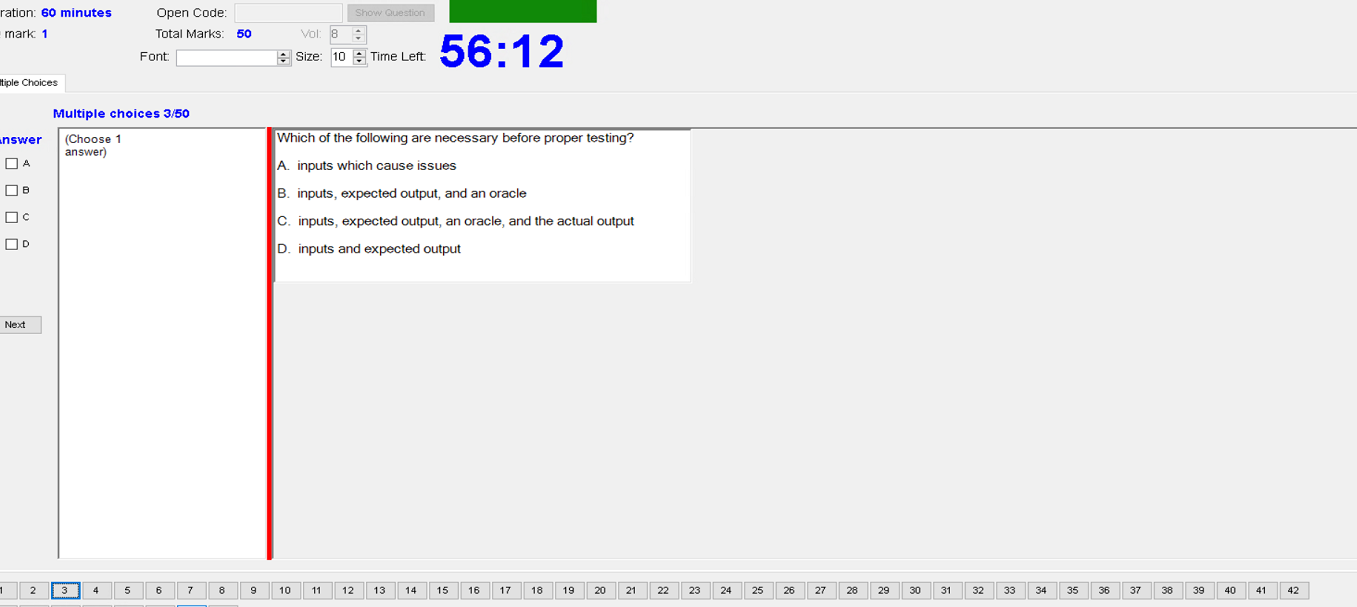 ration: 60 minutes Open Code: Show Question
mark: 1 Total Marks: 50 Vol: 8
Font: Size: 10 Time Left: 56:12
tiple Choices
Multiple choices 3/50
Answer
(Choose 1
answer)
A
B
C
D
Next
Which of the following are necessary before proper testing?
A. inputs which cause issues
B. inputs, expected output, and an oracle
C. inputs, expected output, an oracle, and the actual output
D. inputs and expected output
1 2 3 4 5 6 7 8 9 10 11 12 13 14 15 16 17 18 19 20 21 22 23 24 25 26 27 28 29 30 31 32 33 34 35 36 37 38 39 40 41 42